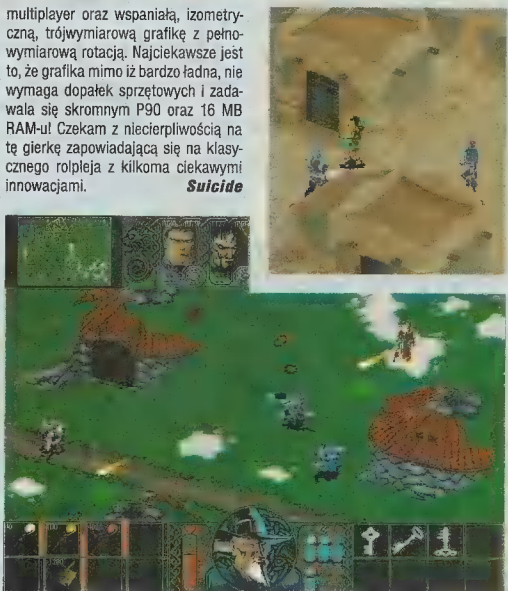 multiplayer oraz wspaniałą, izometry-
czną, trójwymiarową grafikę z pełno-
wymiarową rotacją. Najciekawsze jest
to, że grafika mimo iż bardzo ładna, nie
wymaga dopałek sprzętowych i zada-
wala się skromnym P90 oraz 16 MB
RAM-u! Czekam z niecierpliwością na
tę gierkę zapowiadającą się na klasy-
cznego rolpleja z kilkoma ciekawymi
innowacjami. Suicide